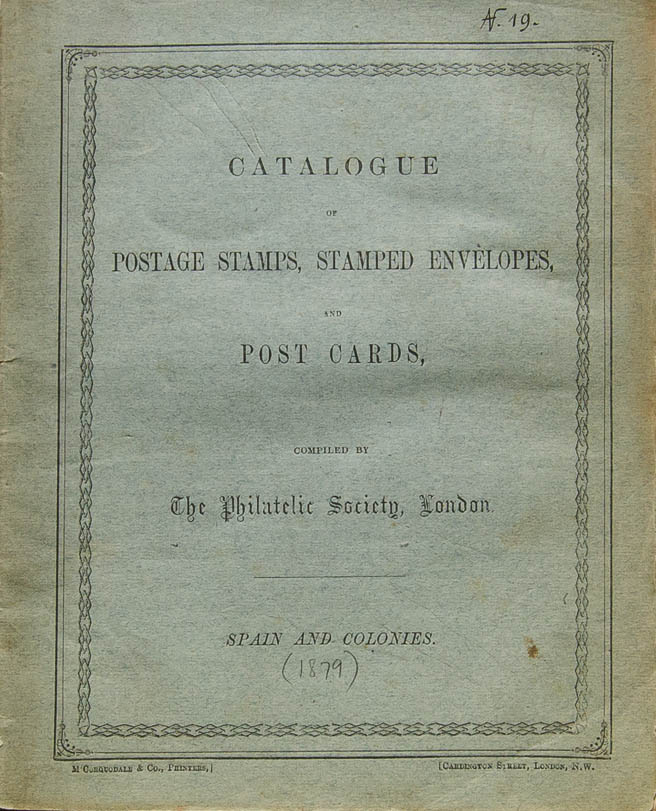 N. 19.
CATALOGUE
OF
POSTAGE STAMPS, STAMPED ENVELOPES,
AND
POST CARDS,
COMPILED BY
The Philatelic Society, London.
SPAIN AND COLONIES.
(1879)
M'CORQUODALE & CO., PRINTERS,] [CARDINGTON STREET, LONDON, N.W.